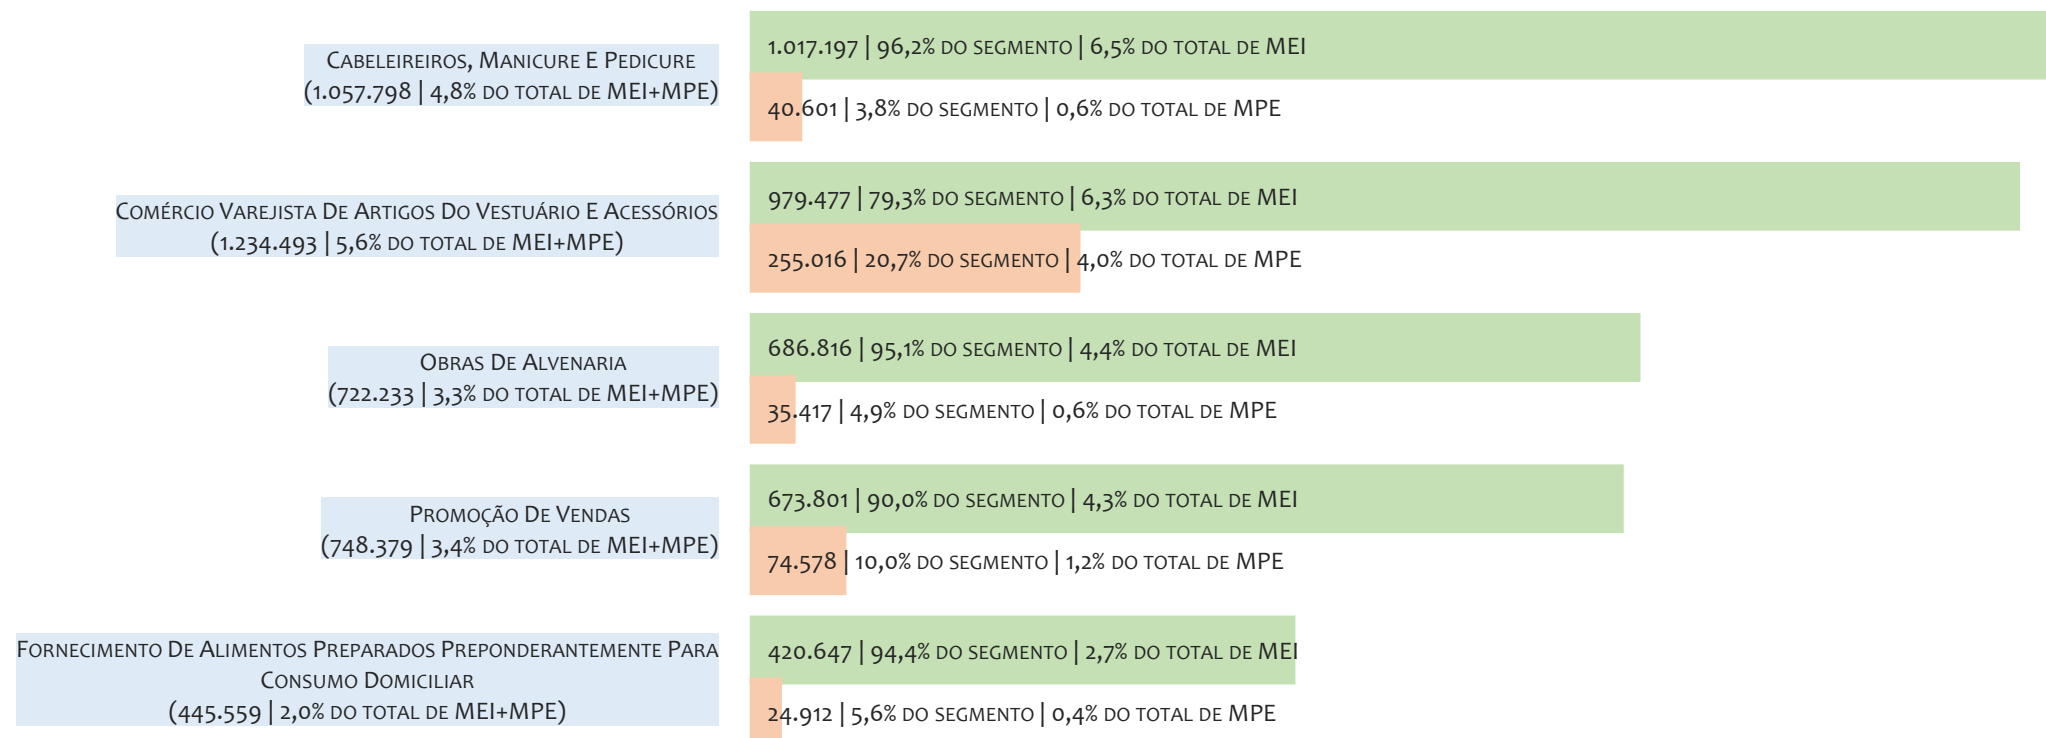 Cabeleireiros, Manicure E Pedicure
(1.057.798 | 4,8% do total de MEI+MPE)
1.017.197 | 96,2% do segmento | 6,5% do total de MEI
40.601 | 3,8% do segmento | 0,6% do total de MPE
Comércio Varejista De Artigos Do Vestuário E Acessórios
(1.234.493 | 5,6% do total de MEI+MPE)
979.477 | 79,3% do segmento | 6,3% do total de MEI
255.016 | 20,7% do segmento | 4,0% do total de MPE
Obras De Alvenaria
(722.233 | 3,3% do total de MEI+MPE)
686.816 | 95,1% do segmento | 4,4% do total de MEI
35.417 | 4,9% do segmento | 0,6% do total de MPE
Promoção De Vendas
(748.379 | 3,4% do total de MEI+MPE)
673.801 | 90,0% do segmento | 4,3% do total de MEI
74.578 | 10,0% do segmento | 1,2% do total de MPE
Fornecimento De Alimentos Preparados Preponderantemente Para
Consumo Domiciliar
(445.559 | 2,0% do total de MEI+MPE)
420.647 | 94,4% do segmento | 2,7% do total de MEI
24.912 | 5,6% do segmento | 0,4% do total de MPE